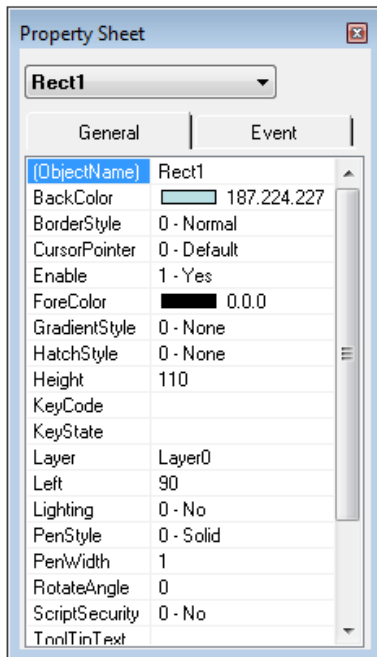 Property Sheet
Rect1
General Event
(ObjectName) Rect1
BackColor 187.224.227
BorderStyle 0 - Normal
CursorPointer 0 - Default
Enable 1 - Yes
ForeColor 0.0.0
GradientStyle 0 - None
HatchStyle 0 - None
Height 110
KeyCode
KeyState
Layer Layer0
Left 90
Lighting 0 - No
PenStyle 0 - Solid
PenWidth 1
RotateAngle 0
ScriptSecurity 0 - No
ToolTipText